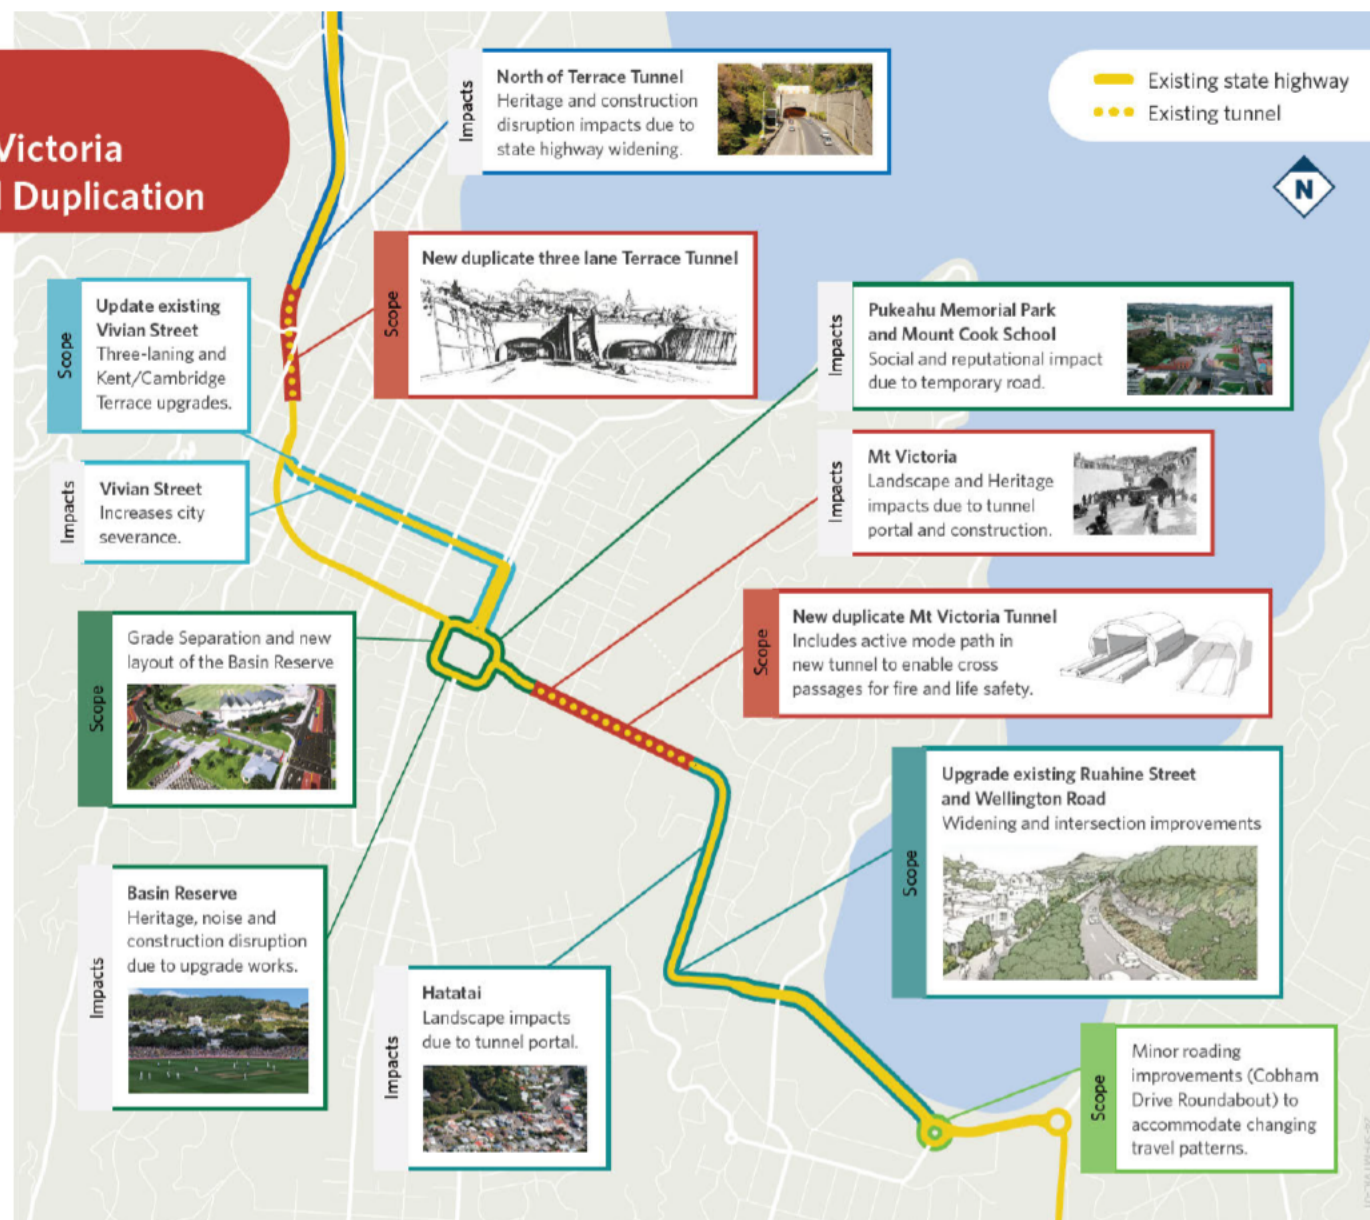 Victoria
Duplication
Impacts
North of Terrace Tunnel
Heritage and construction
disruption impacts due to
state highway widening.
Existing state highway
Existing tunnel
N
Scope
New duplicate three lane Terrace Tunnel
Scope
Update existing
Vivian Street
Three-laning and
Kent/Cambridge
Terrace upgrades.
Impacts
Pukeahu Memorial Park
and Mount Cook School
Social and reputational impact
due to temporary road.
Impacts
Vivian Street
Increases city
severance.
Impacts
Mt Victoria
Landscape and Heritage
impacts due to tunnel
portal and construction.
Scope
Grade Separation and new
layout of the Basin Reserve
Scope
New duplicate Mt Victoria Tunnel
Includes active mode path in
new tunnel to enable cross
passages for fire and life safety.
Scope
Upgrade existing Ruahine Street
and Wellington Road
Widening and intersection improvements
Impacts
Basin Reserve
Heritage, noise and
construction disruption
due to upgrade works.
Impacts
Hatatai
Landscape impacts
due to tunnel portal.
Scope
Minor roading
improvements (Cobham
Drive Roundabout) to
accommodate changing
travel patterns.